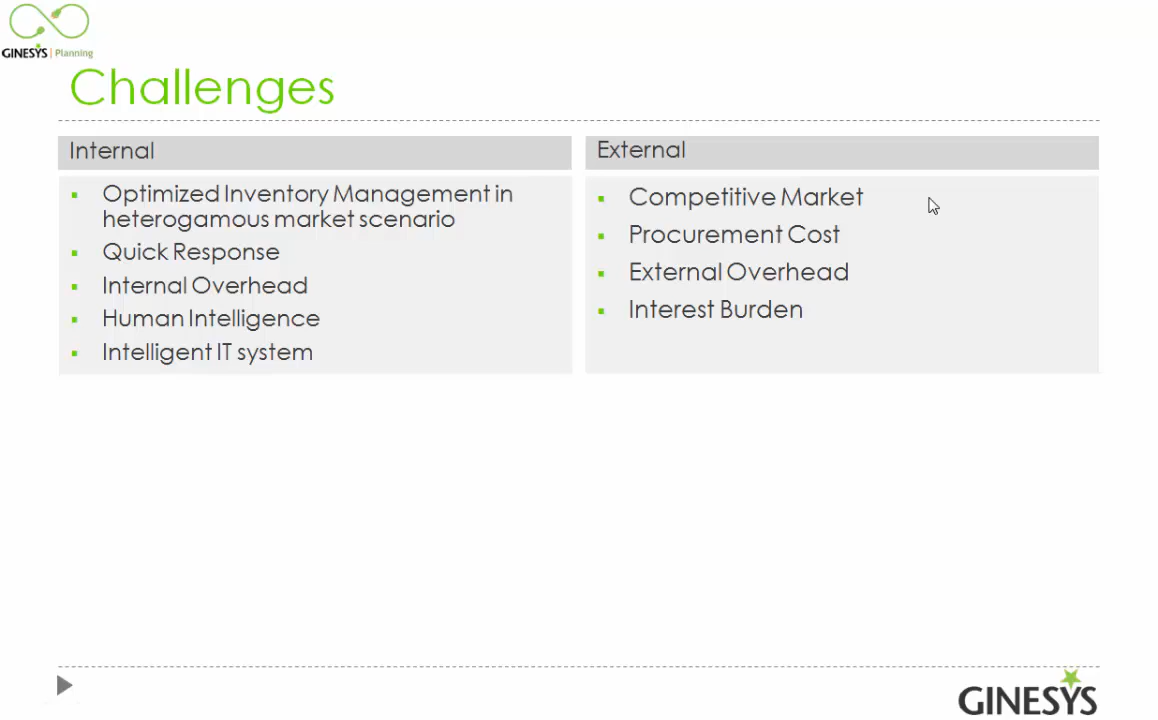 GINESYS | Planning
Challenges
Internal
Optimized Inventory Management in
heterogamous market scenario
Quick Response
Internal Overhead
Human Intelligence
Intelligent IT system
External
Competitive Market
Procurement Cost
External Overhead
Interest Burden
GINESYS